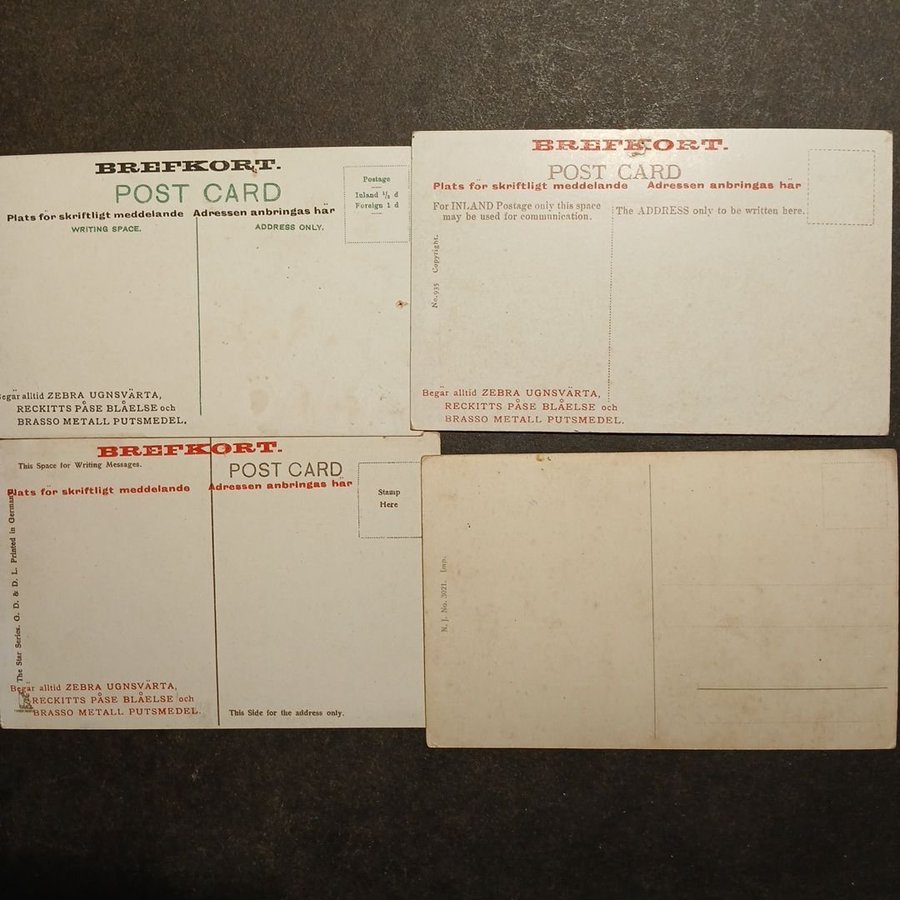 BREFKORT.
POST CARD
Plats för skriftligt meddelande Adressen anbringas här
WRITING SPACE.
ADDRESS ONLY.
Postage
Inland ½ d
Foreign 1 d
Begär alltid ZEBRA UGNSVÄRTA,
RECKITTS PÅSE BLÅELSE och
BRASSO METALL PUTSMEDEL.
BREFKORT.
POST CARD
Plats för skriftligt meddelande Adressen anbringas här
For INLAND Postage only this space
may be used for communication.
The ADDRESS only to be written here.
No. 935 Copyright.
Begär alltid ZEBRA UGNSVÄRTA,
RECKITTS PÅSE BLÅELSE och
BRASSO METALL PUTSMEDEL.
BREFKORT.
This Space for Writing Messages.
POST CARD
Plats för skriftligt meddelande Adressen anbringas här
Stamp
Here
The Star Series. G. D. & D. L. Printed in Germany
Begär alltid ZEBRA UGNSVÄRTA,
RECKITTS PÅSE BLÅELSE och
BRASSO METALL PUTSMEDEL.
This Side for the address only.
N. J. No. 3021. Imp.